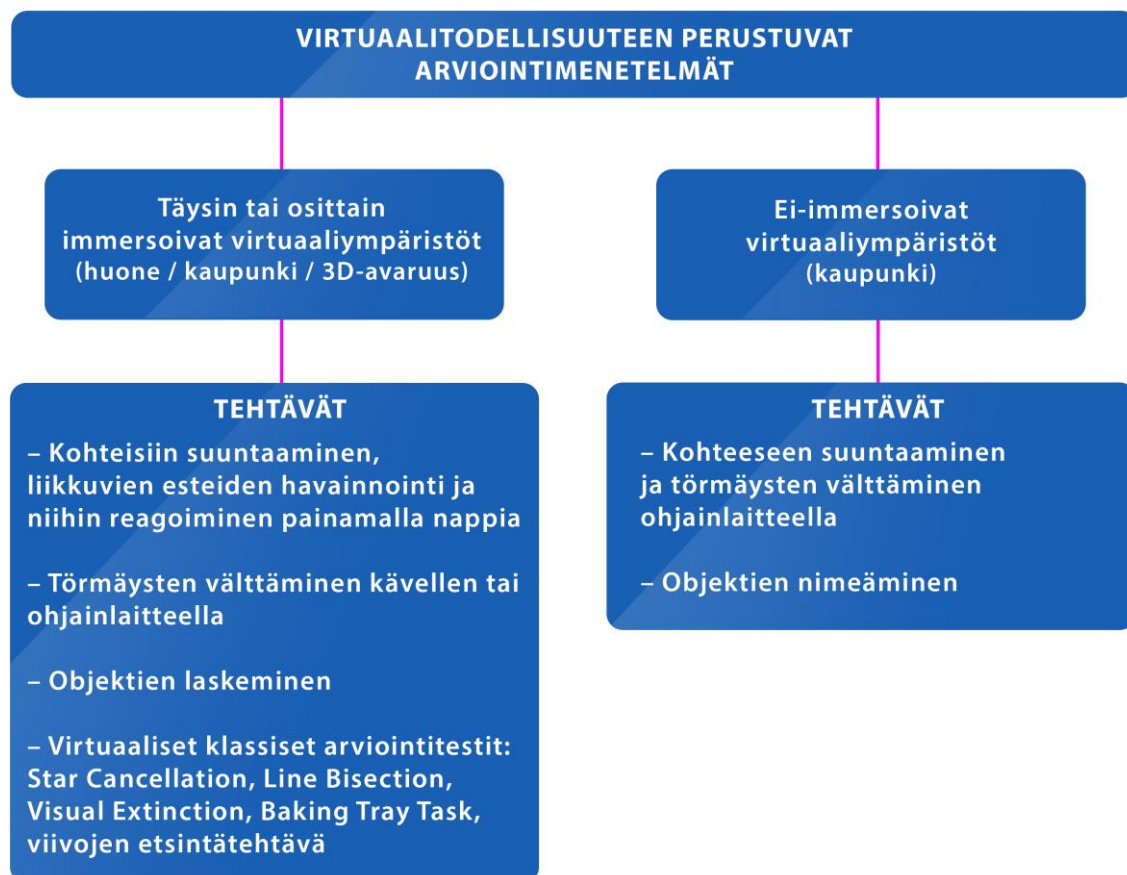 VIRTUAALITODELLISUUTEEN PERUSTUVAT
ARVIOINTIMENETELMÄT
Täysin tai osittain
immersoivat virtuaaliympäristöt
(huone / kaupunki / 3D-avaruus)
Ei-immersoivat
virtuaaliympäristöt
(kaupunki)
TEHTÄVÄT
– Kohteisiin suuntaaminen,
liikkuvien esteiden havainnointi ja
niihin reagoiminen painamalla nappia
– Törmäysten välttäminen kävellen tai
ohjainlaitteella
– Objektien laskeminen
– Virtuaaliset klassiset arviointitestit:
Star Cancellation, Line Bisection,
Visual Extinction, Baking Tray Task,
viivojen etsintätehtävä
TEHTÄVÄT
– Kohteeseen suuntaaminen
ja törmäysten välttäminen
ohjainlaitteella
– Objektien nimeäminen